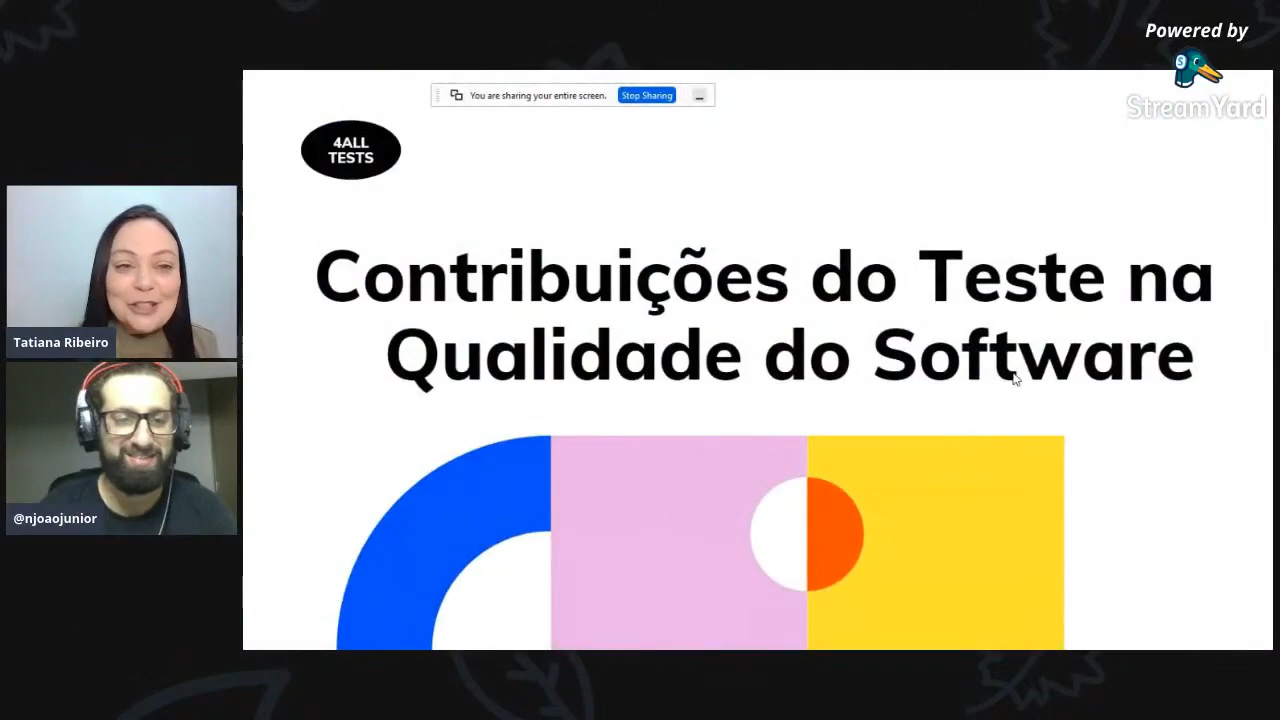 Powered by
StreamYard
You are sharing your entire screen.
Stop Sharing
4ALL
TESTS
Contribuições do Teste na
Qualidade do Software
Tatiana Ribeiro
@njoaojunior